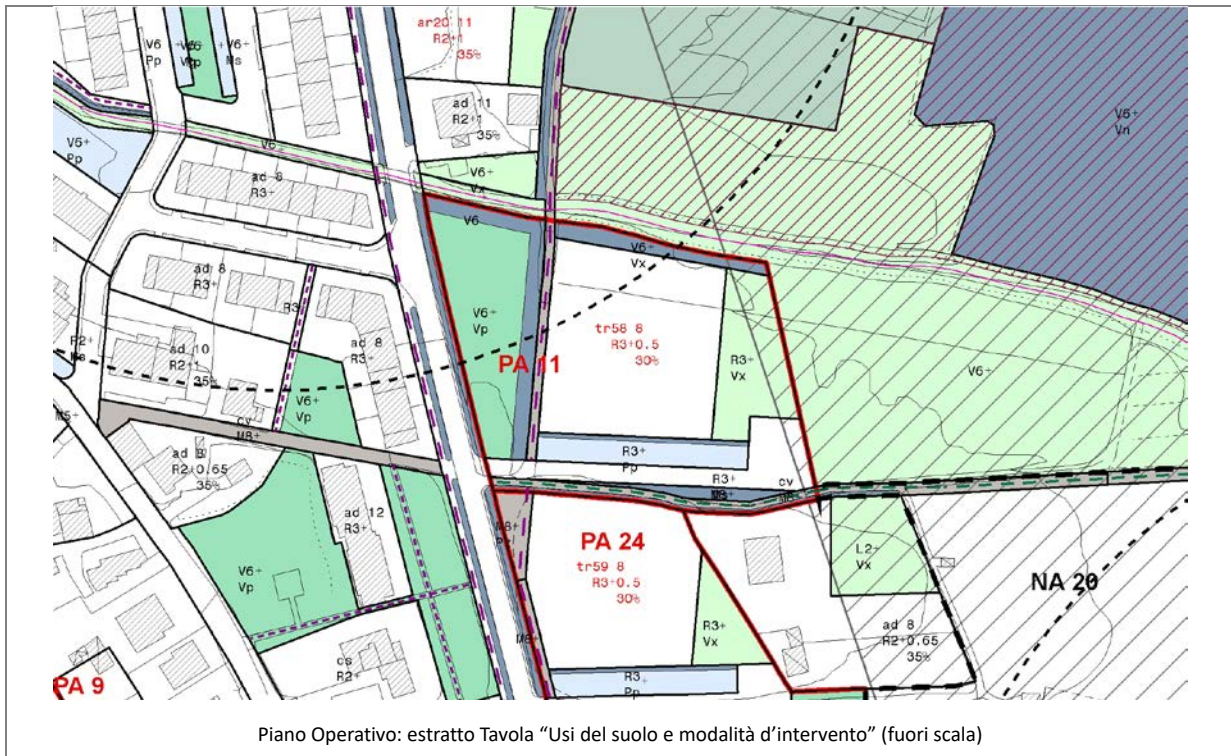 ar20 11
R2+1
35%
V6
Pp
V6+
Ms
ad 11
R2+1
35%
V6+
Vn
V6+
Pp
V6
V6+
Vx
ad 8
R3+
V6
V6+
Vx
ad 8
R3+
R3
V6+
Vp
tr58 8
R3+0.5
30%
PA 11
ad 10
R2+1
35%
ad 8
R3+
R3+
Vx
V6+
V6+
Vp
cv
M8+
ad 8
R2+0.65
35%
R3+
Pp
R3+
cv
ad 12
R3+
M8+
PA 24
tr59 8
R3+0.5
30%
L2+
Vx
NA 20
V6+
Vp
R3+
Vx
ad 8
R2+0.65
35%
M8+
cs
R2+
R3+
Pp
PA 9
Piano Operativo: estratto Tavola “Usi del suolo e modalità d’intervento” (fuori scala)